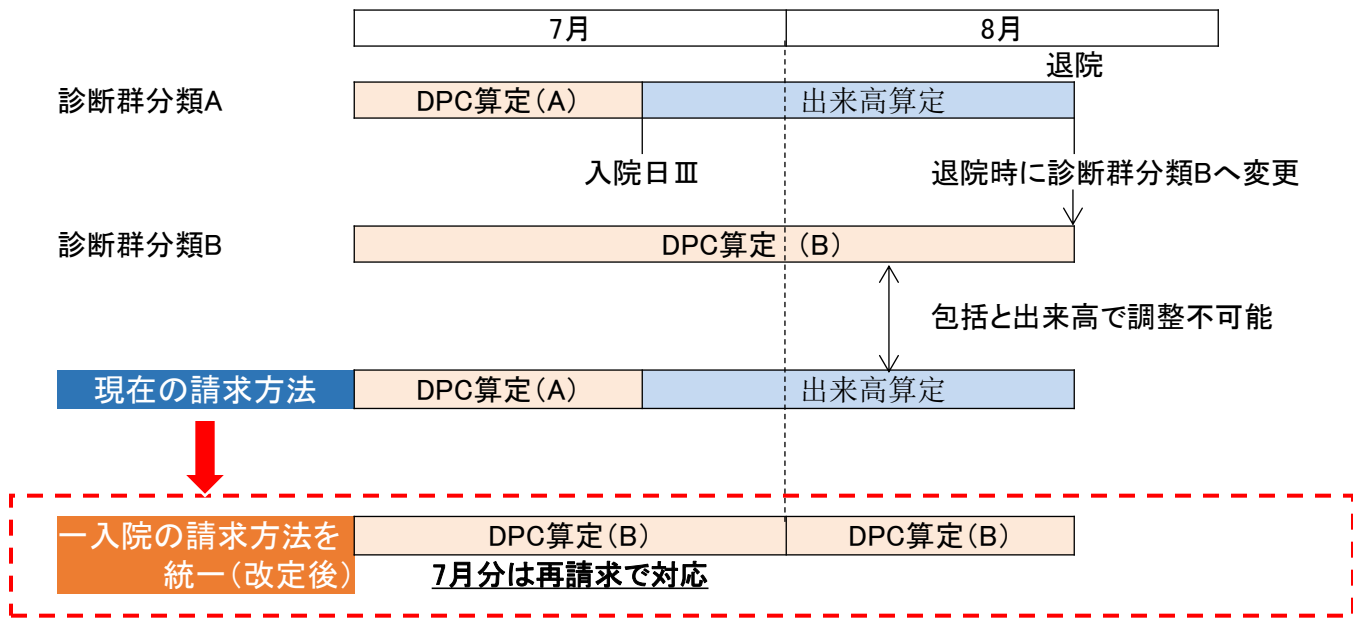 7月 8月
退院
診断群分類A DPC算定(A) 出来高算定
入院日Ⅲ 退院時に診断群分類Bへ変更
診断群分類B DPC算定 (B)
包括と出来高で調整不可能
現在の請求方法 DPC算定(A) 出来高算定
一入院の請求方法を DPC算定(B) DPC算定(B)
統一(改定後) 7月分は再請求で対応